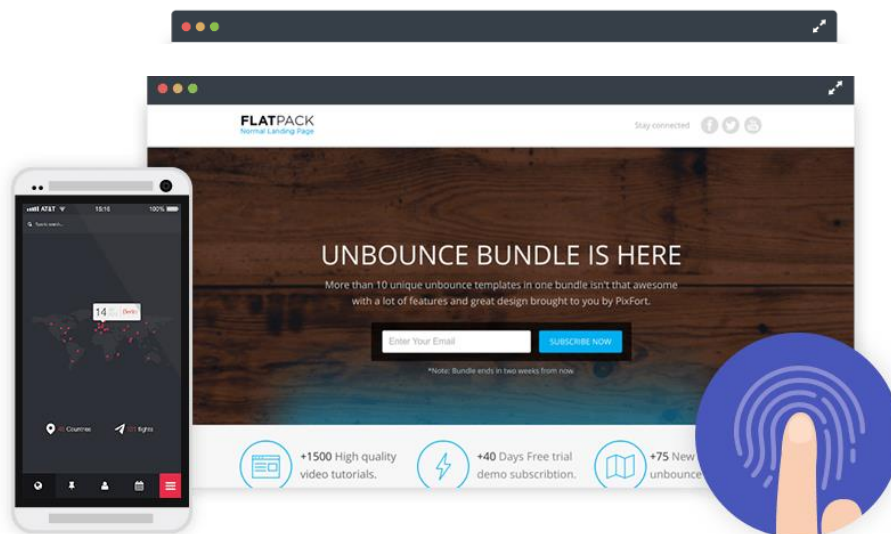 FLATPACK
Normal Landing Page
Stay connected
UNBOUNCE BUNDLE IS HERE
More than 10 unique unbounce templates in one bundle isn't that awesome
with a lot of features and great design brought to you by PixFort.
Enter Your Email
SUBSCRIBE NOW
*Note: Bundle ends in two weeks from now
+1500 High quality
video tutorials.
+40 Days Free trial
demo subscribtion.
+75 New
unbounce
AT&T 15:16 100%
14 Berlin
Countries
flights